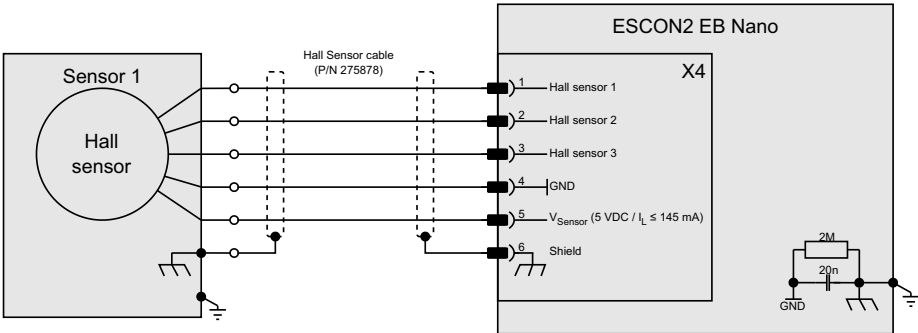 ESCON2 EB Nano
Hall Sensor cable
(P/N 275878)
Sensor 1
X4
Hall
sensor
1
Hall sensor 1
2
Hall sensor 2
3
Hall sensor 3
4
GND
5
VSensor (5 VDC / IL ≤ 145 mA)
6
Shield
2M
20n
GND